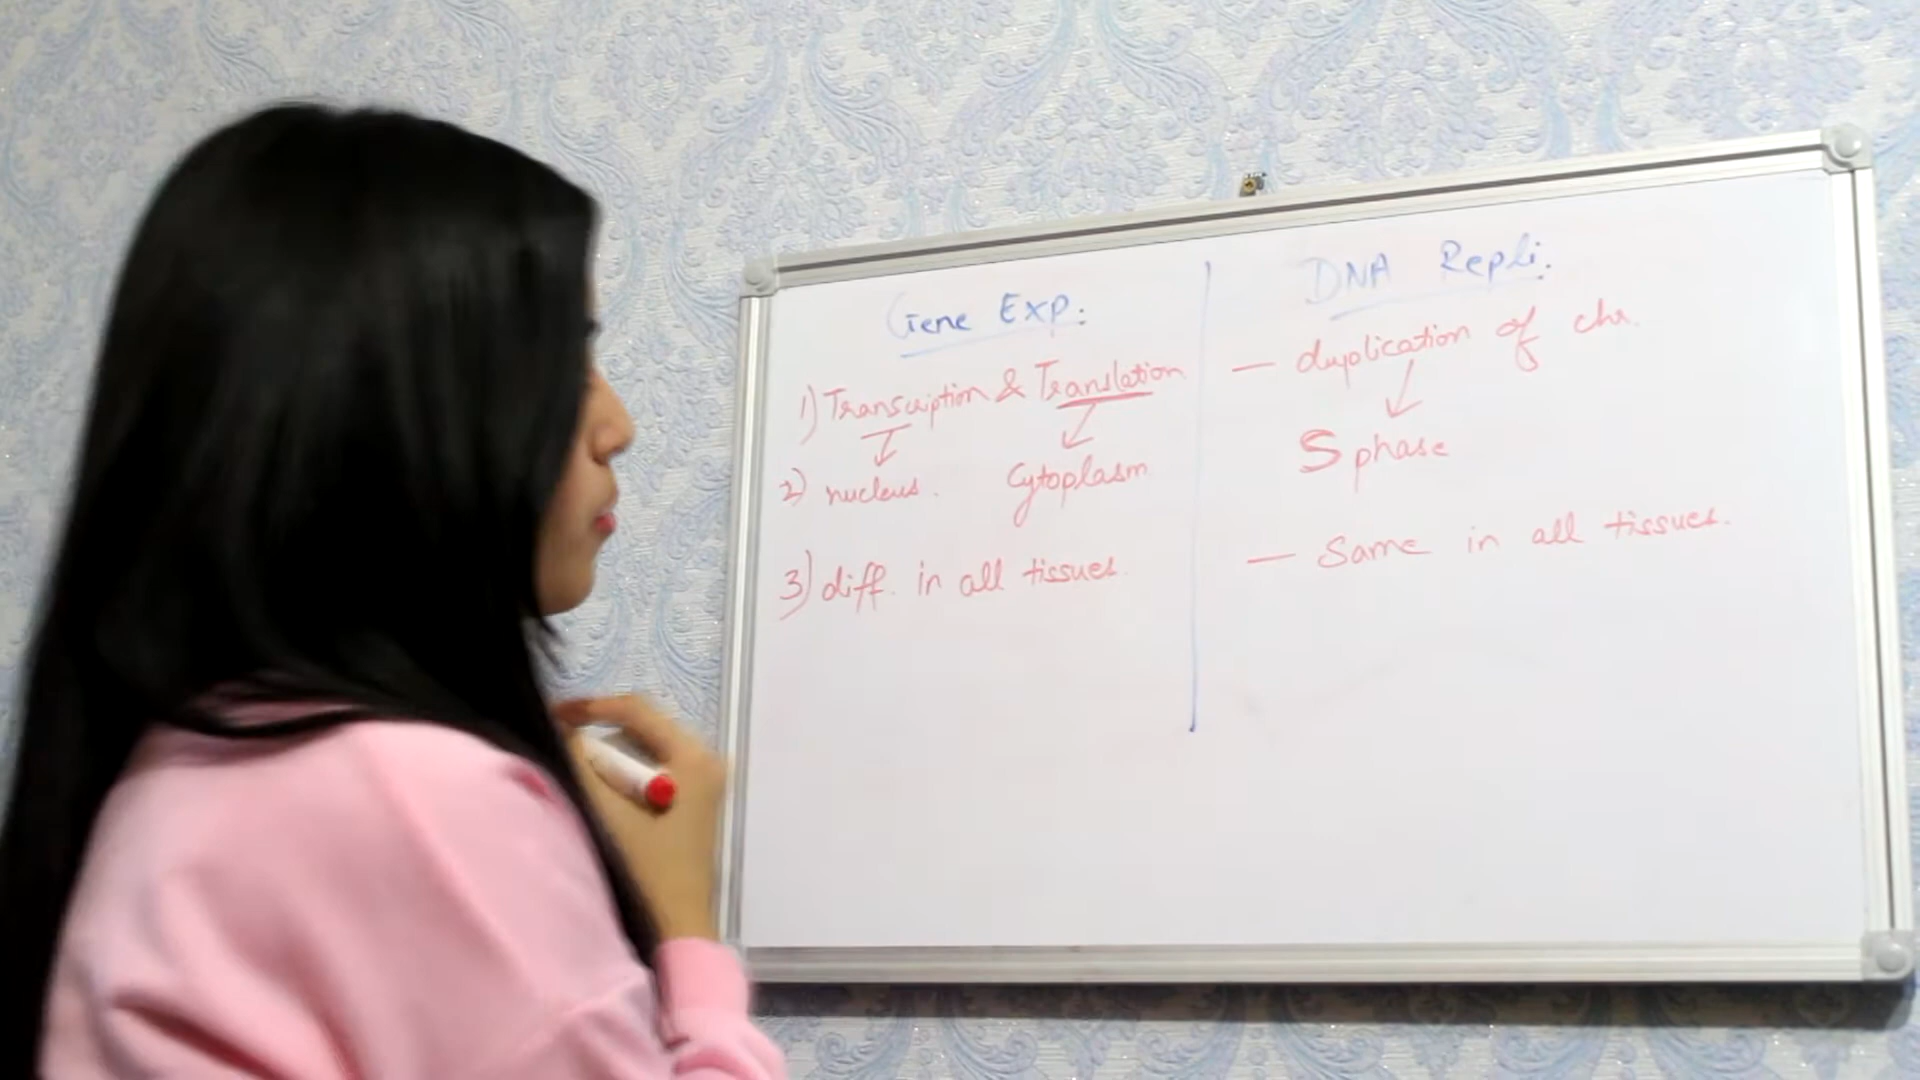 Gene Exp:
1) Transcription & Translation
2) nucleus. Cytoplasm
3) diff. in all tissues
DNA Repli:
— duplication of chr.
S phase
— Same in all tissues.